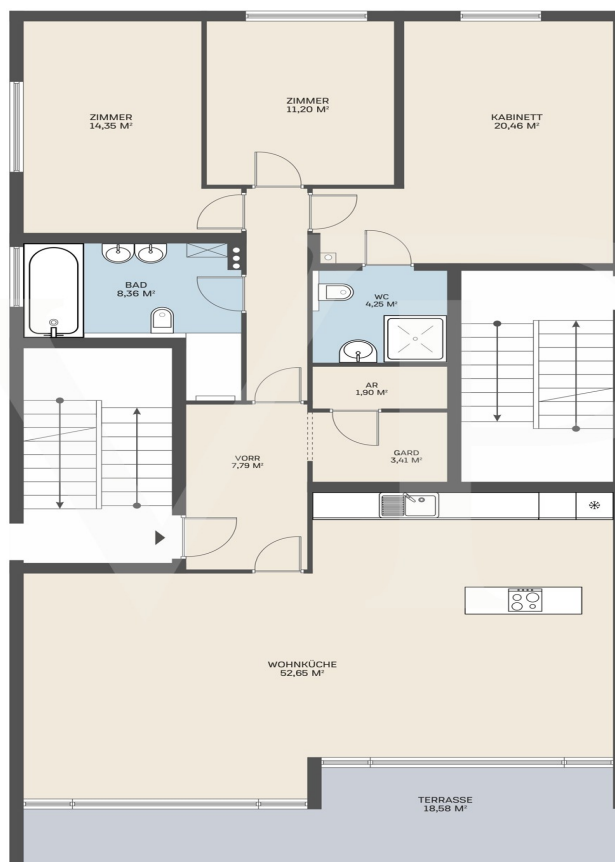 ZIMMER
14,35 M²
ZIMMER
11,20 M²
KABINETT
20,46 M²
BAD
8,36 M²
WC
4,25 M²
AR
1,90 M²
VORR
7,79 M²
GARD
3,41 M²
WOHNKÜCHE
52,65 M²
TERRASSE
18,58 M²